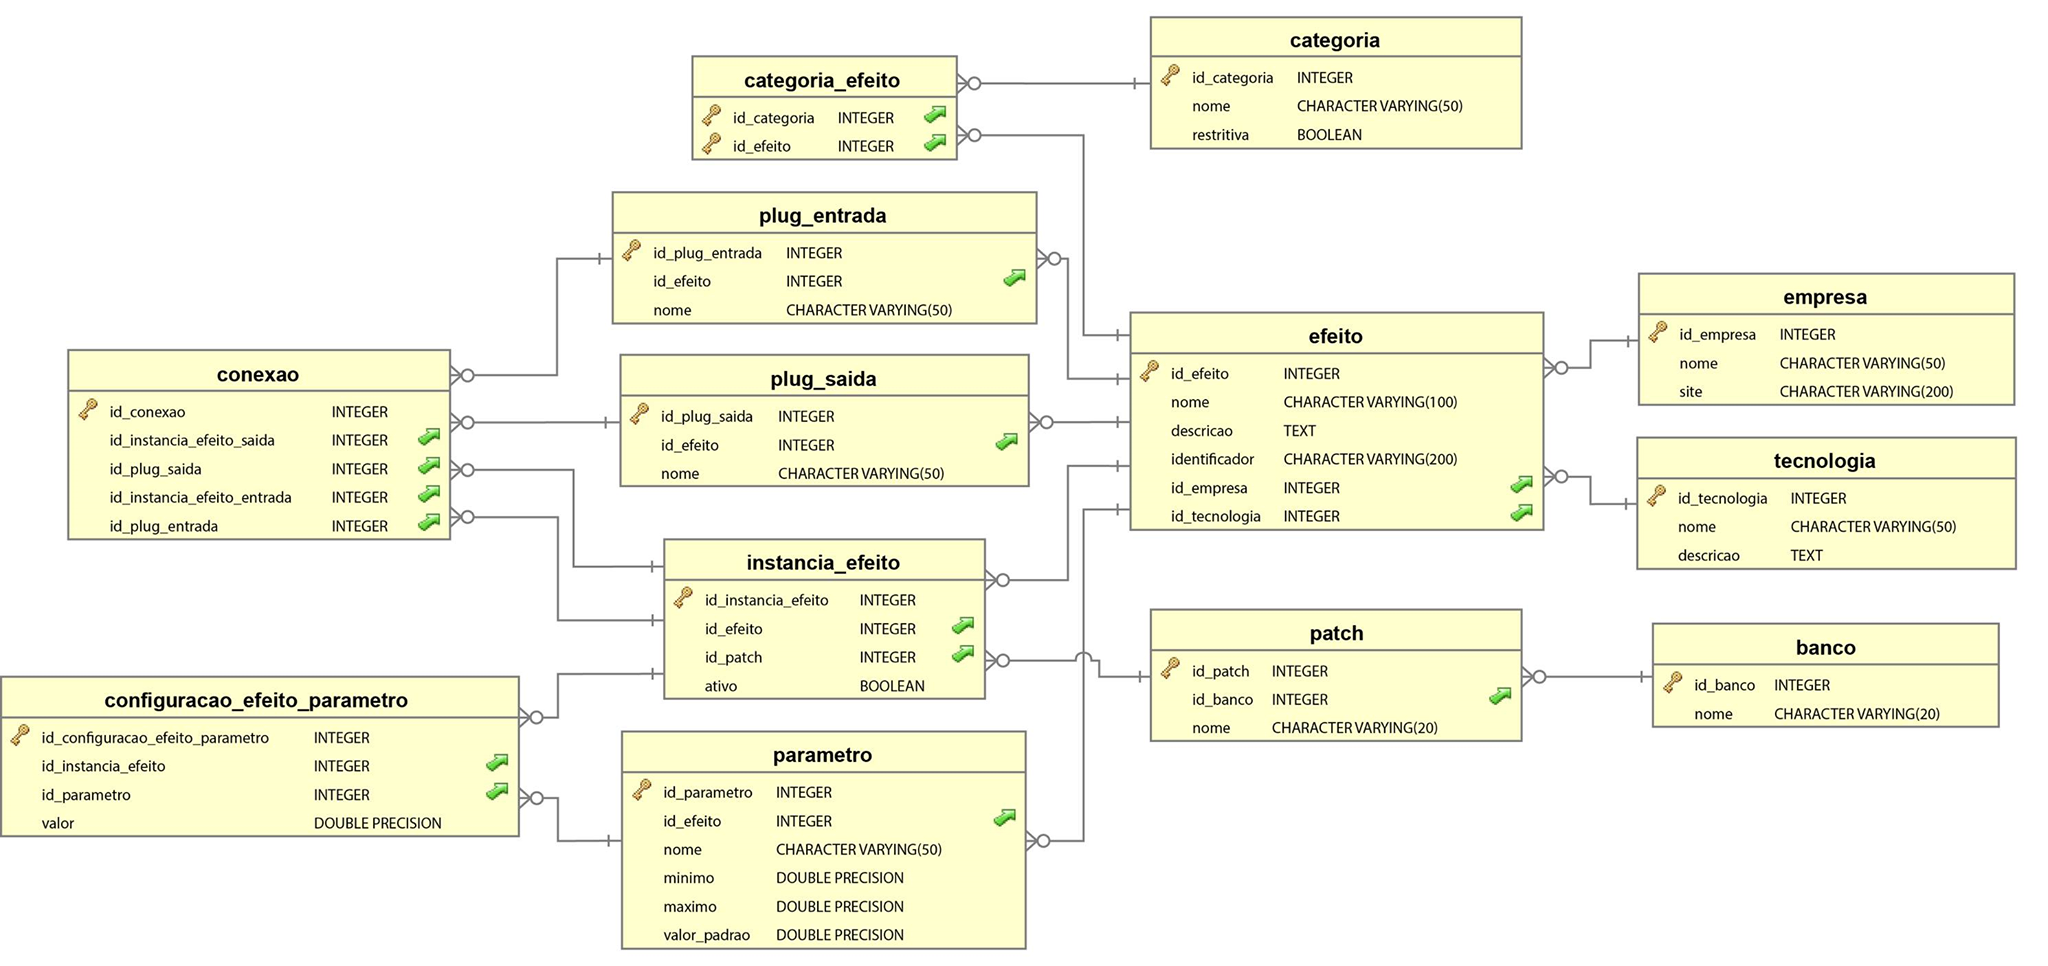 categoria
id_categoria INTEGER
nome CHARACTER VARYING(50)
restritiva BOOLEAN
categoria_efeito
id_categoria INTEGER
id_efeito INTEGER
plug_entrada
id_plug_entrada INTEGER
id_efeito INTEGER
nome CHARACTER VARYING(50)
empresa
id_empresa INTEGER
nome CHARACTER VARYING(50)
site CHARACTER VARYING(200)
efeito
id_efeito INTEGER
nome CHARACTER VARYING(100)
descricao TEXT
identificador CHARACTER VARYING(200)
id_empresa INTEGER
id_tecnologia INTEGER
conexao
id_conexao INTEGER
id_instancia_efeito_saida INTEGER
id_plug_saida INTEGER
id_instancia_efeito_entrada INTEGER
id_plug_entrada INTEGER
plug_saida
id_plug_saida INTEGER
id_efeito INTEGER
nome CHARACTER VARYING(50)
tecnologia
id_tecnologia INTEGER
nome CHARACTER VARYING(50)
descricao TEXT
instancia_efeito
id_instancia_efeito INTEGER
id_efeito INTEGER
id_patch INTEGER
ativo BOOLEAN
patch
id_patch INTEGER
id_banco INTEGER
nome CHARACTER VARYING(20)
banco
id_banco INTEGER
nome CHARACTER VARYING(20)
configuracao_efeito_parametro
id_configuracao_efeito_parametro INTEGER
id_instancia_efeito INTEGER
id_parametro INTEGER
valor DOUBLE PRECISION
parametro
id_parametro INTEGER
id_efeito INTEGER
nome CHARACTER VARYING(50)
minimo DOUBLE PRECISION
maximo DOUBLE PRECISION
valor_padrao DOUBLE PRECISION